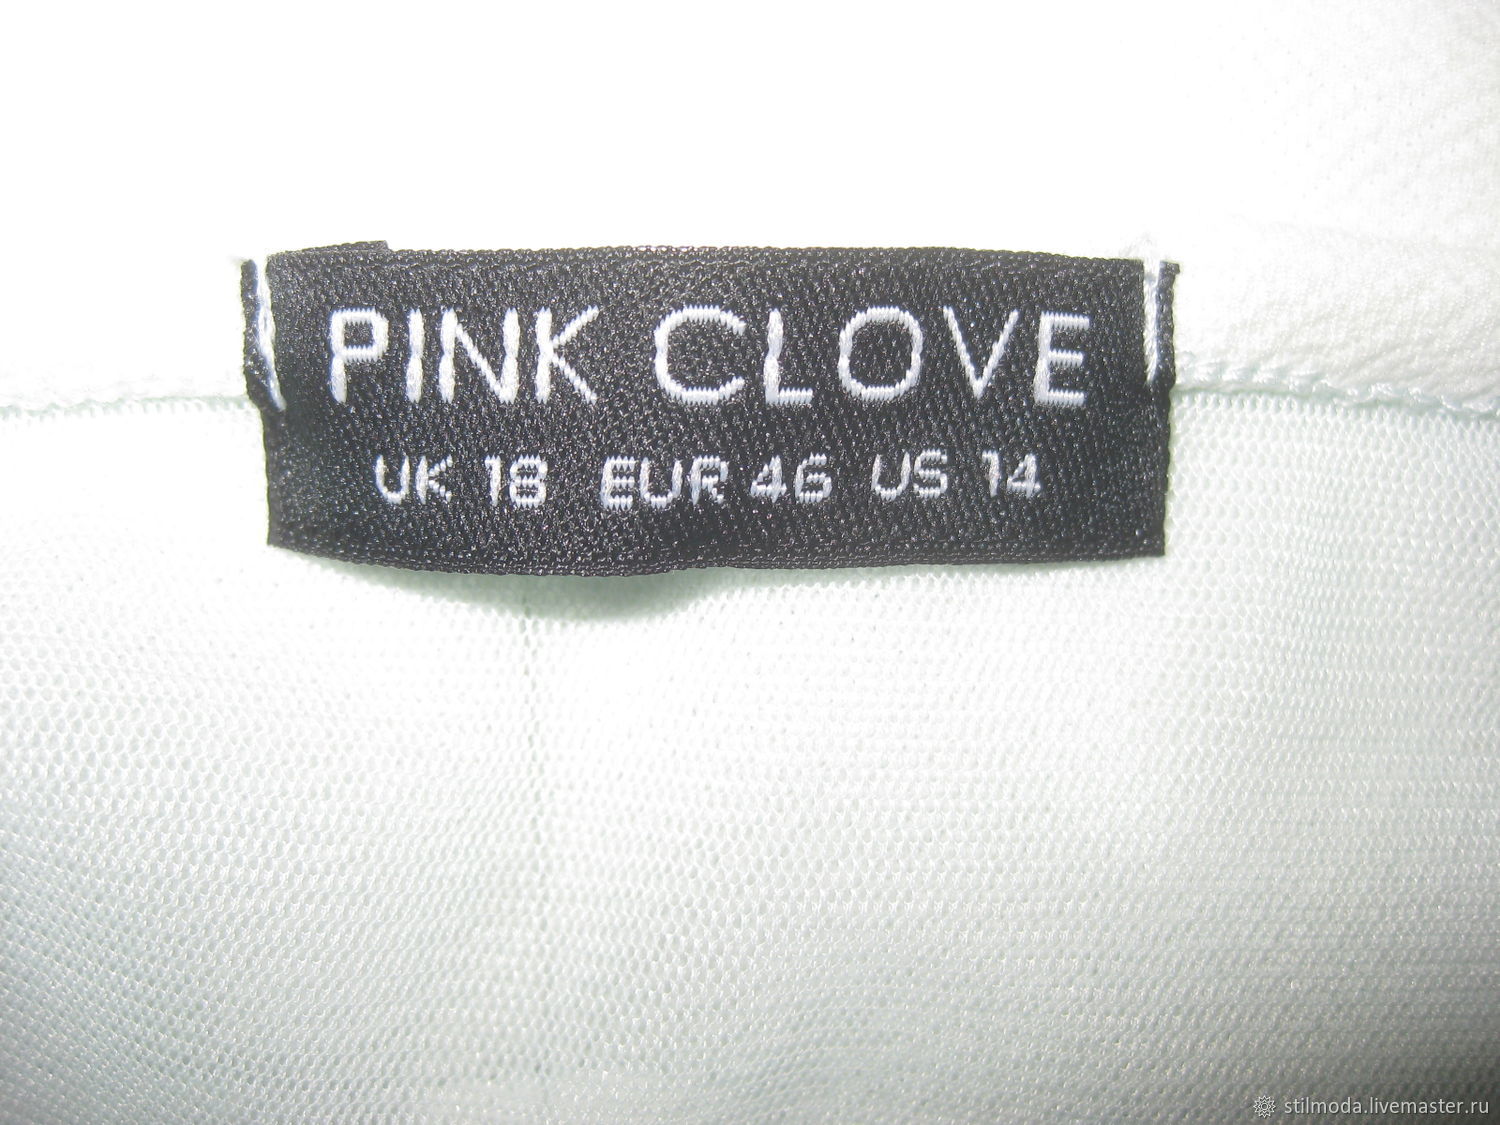 PINK CLOVE
UK 18 EUR 46 US 14
stilmoda.livemaster.ru